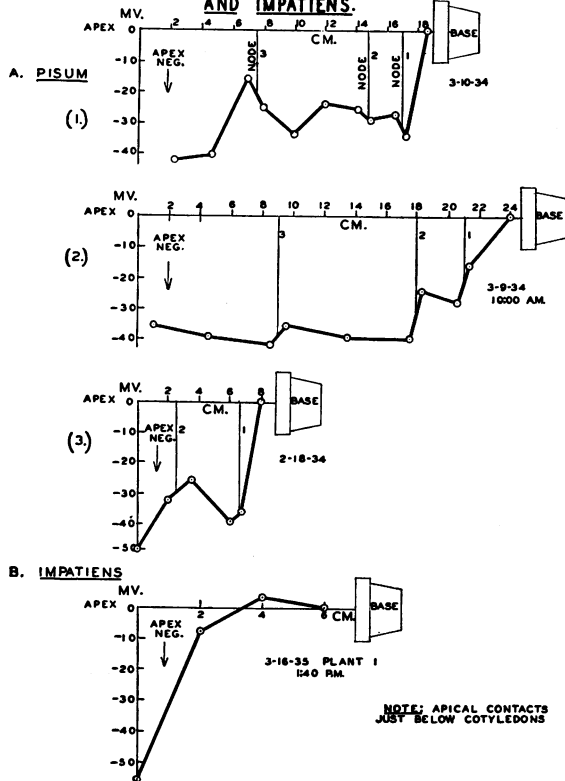 AND IMPATIENS.
MV.
APEX 0 2 4 6 8 10 12 14 16 18
CM.
BASE
A. PISUM
(1.)
APEX
NEG.
NODE 3
NODE 2
NODE 1
-10
-20
-30
-40
3-10-34
MV.
APEX 0 2 4 6 8 10 12 14 16 18 20 22 24
CM.
BASE
(2.)
APEX
NEG.
3
2
1
-10
-20
-30
-40
3-9-34
10:00 AM.
MV.
APEX 0 2 4 6 8
CM.
BASE
(3.)
APEX
NEG.
2
1
-10
-20
-30
-40
-50
2-18-34
B. IMPATIENS
MV.
APEX 0 2 4 6 CM.
BASE
APEX
NEG.
-10
-20
-30
-40
-50
3-16-35 PLANT 1
1:40 P.M.
NOTE: APICAL CONTACTS
JUST BELOW COTYLEDONS